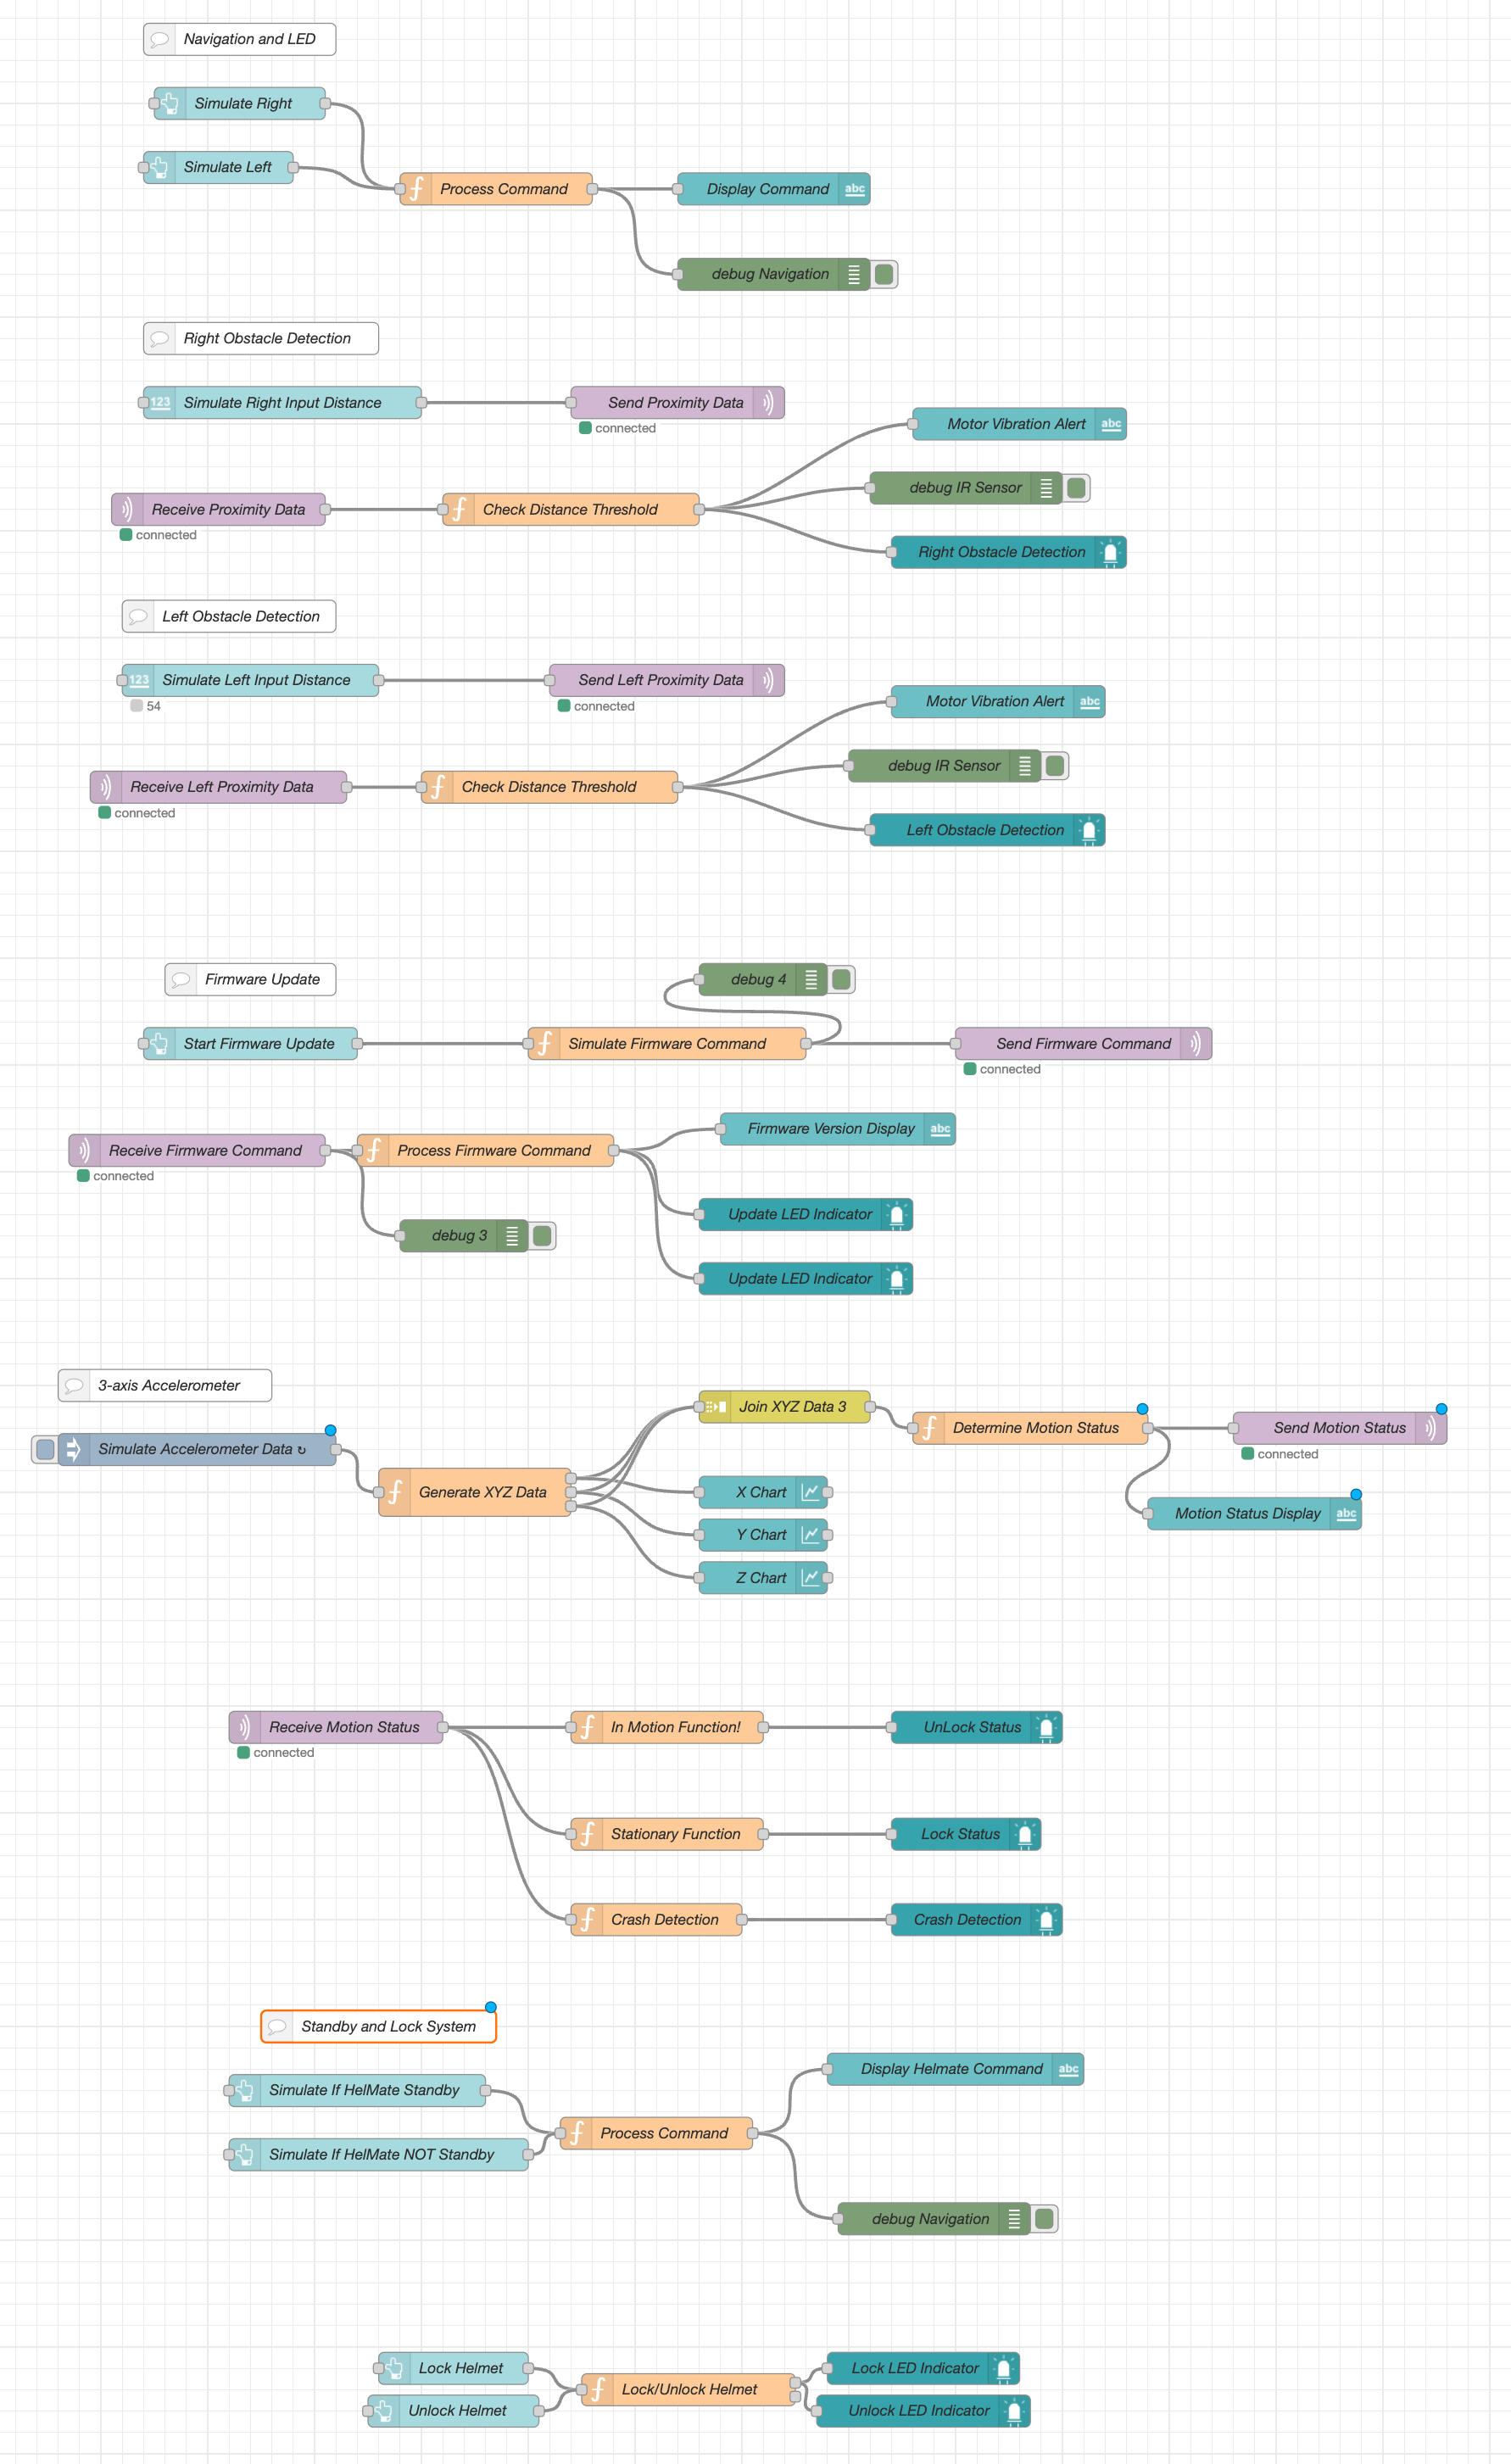 Navigation and LED
Simulate Right
Simulate Left
Process Command
Display Command
abc
debug Navigation
Right Obstacle Detection
123
Simulate Right Input Distance
Send Proximity Data
connected
Motor Vibration Alert
abc
debug IR Sensor
Receive Proximity Data
connected
Check Distance Threshold
Right Obstacle Detection
Left Obstacle Detection
123
Simulate Left Input Distance
54
Send Left Proximity Data
connected
Motor Vibration Alert
abc
debug IR Sensor
Receive Left Proximity Data
connected
Check Distance Threshold
Left Obstacle Detection
Firmware Update
debug 4
Start Firmware Update
Simulate Firmware Command
Send Firmware Command
connected
Firmware Version Display
abc
Receive Firmware Command
connected
Process Firmware Command
Update LED Indicator
debug 3
Update LED Indicator
3-axis Accelerometer
Join XYZ Data 3
Determine Motion Status
Send Motion Status
connected
Simulate Accelerometer Data ↻
Generate XYZ Data
X Chart
Motion Status Display
abc
Y Chart
Z Chart
Receive Motion Status
connected
In Motion Function!
UnLock Status
Stationary Function
Lock Status
Crash Detection
Crash Detection
Standby and Lock System
Display Helmate Command
abc
Simulate If HelMate Standby
Process Command
Simulate If HelMate NOT Standby
debug Navigation
Lock Helmet
Lock LED Indicator
Lock/Unlock Helmet
Unlock Helmet
Unlock LED Indicator